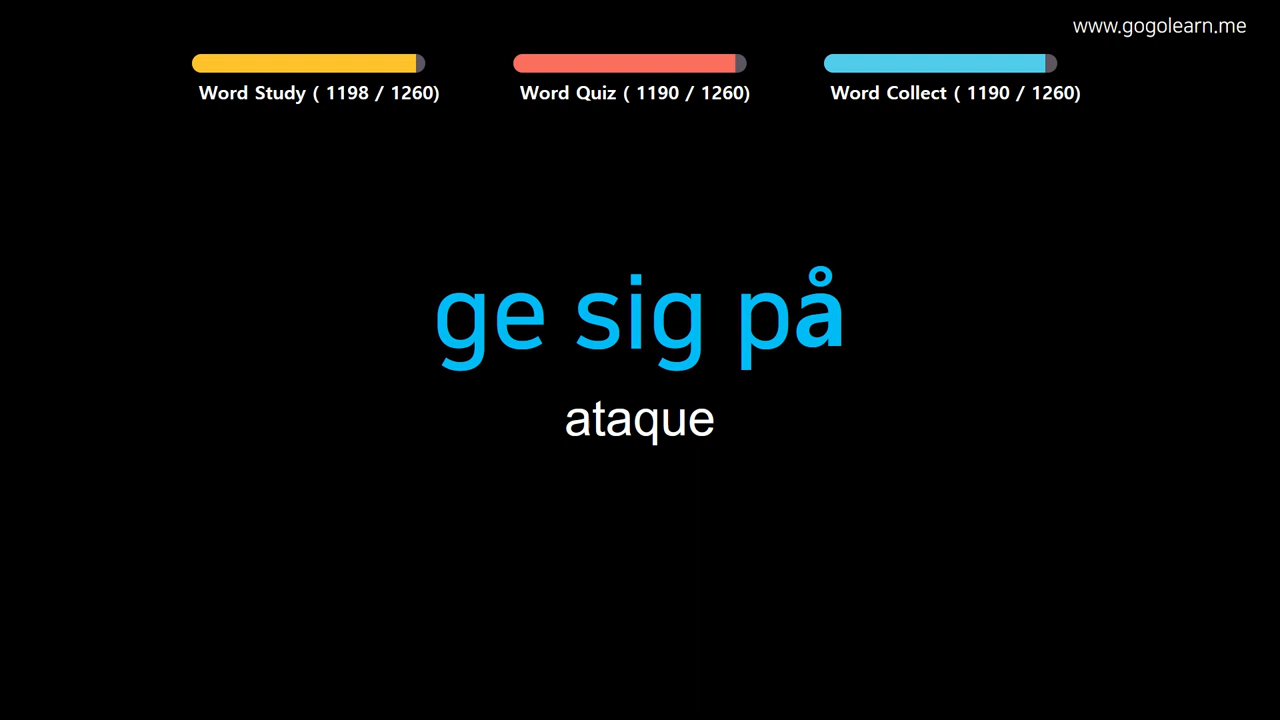 www.gogolearn.me
Word Study ( 1198 / 1260)
Word Quiz ( 1190 / 1260)
Word Collect ( 1190 / 1260)
ge sig på
ataque